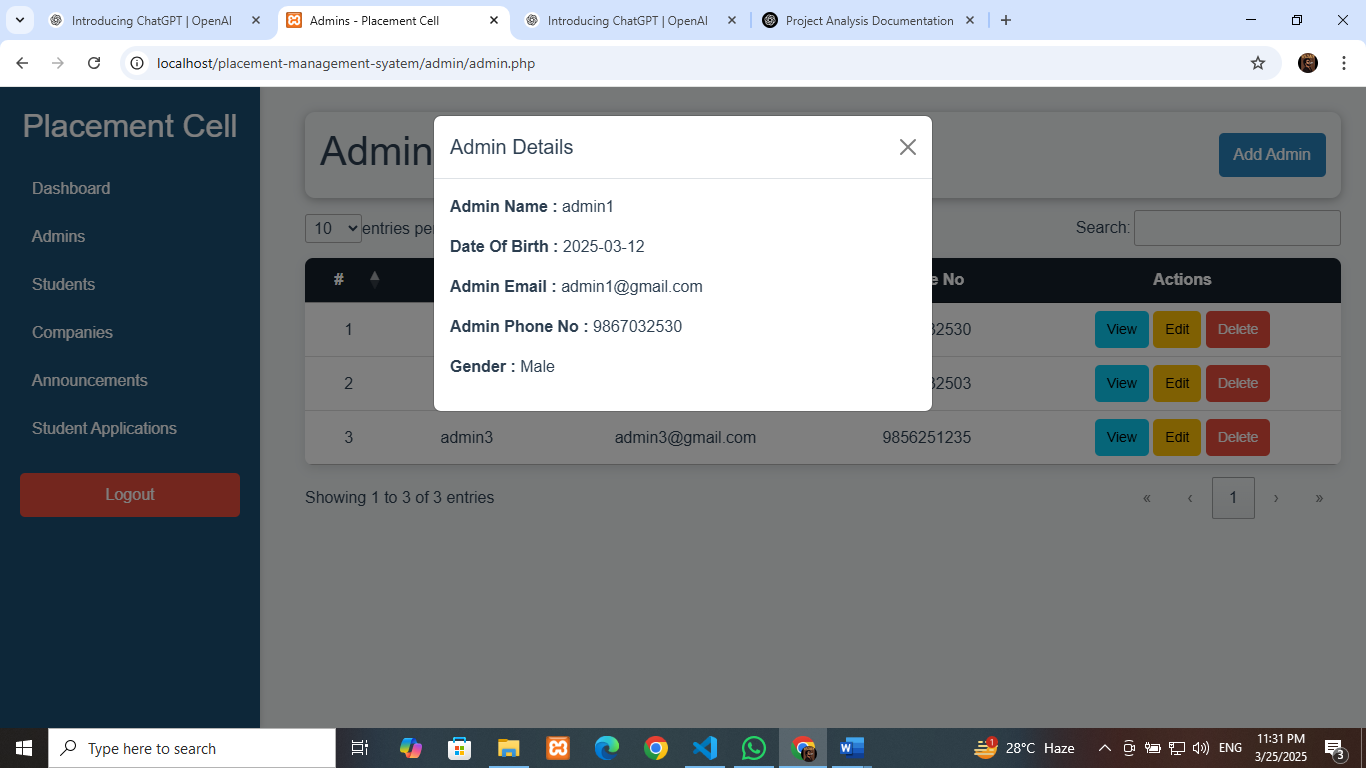 Introducing ChatGPT | OpenAI
Admins - Placement Cell
Introducing ChatGPT | OpenAI
Project Analysis Documentation
localhost/placement-management-syatem/admin/admin.php
Placement Cell
Dashboard
Admins
Students
Companies
Announcements
Student Applications
Logout
Admin
Add Admin
10 entries pe
Search:
# e No Actions
1 32530 View Edit Delete
2 32503 View Edit Delete
3 admin3 admin3@gmail.com 9856251235 View Edit Delete
Showing 1 to 3 of 3 entries
« ‹ 1 › »
Admin Details
Admin Name : admin1
Date Of Birth : 2025-03-12
Admin Email : admin1@gmail.com
Admin Phone No : 9867032530
Gender : Male
Type here to search
1
28°C Haze
ENG
11:31 PM
3/25/2025
3